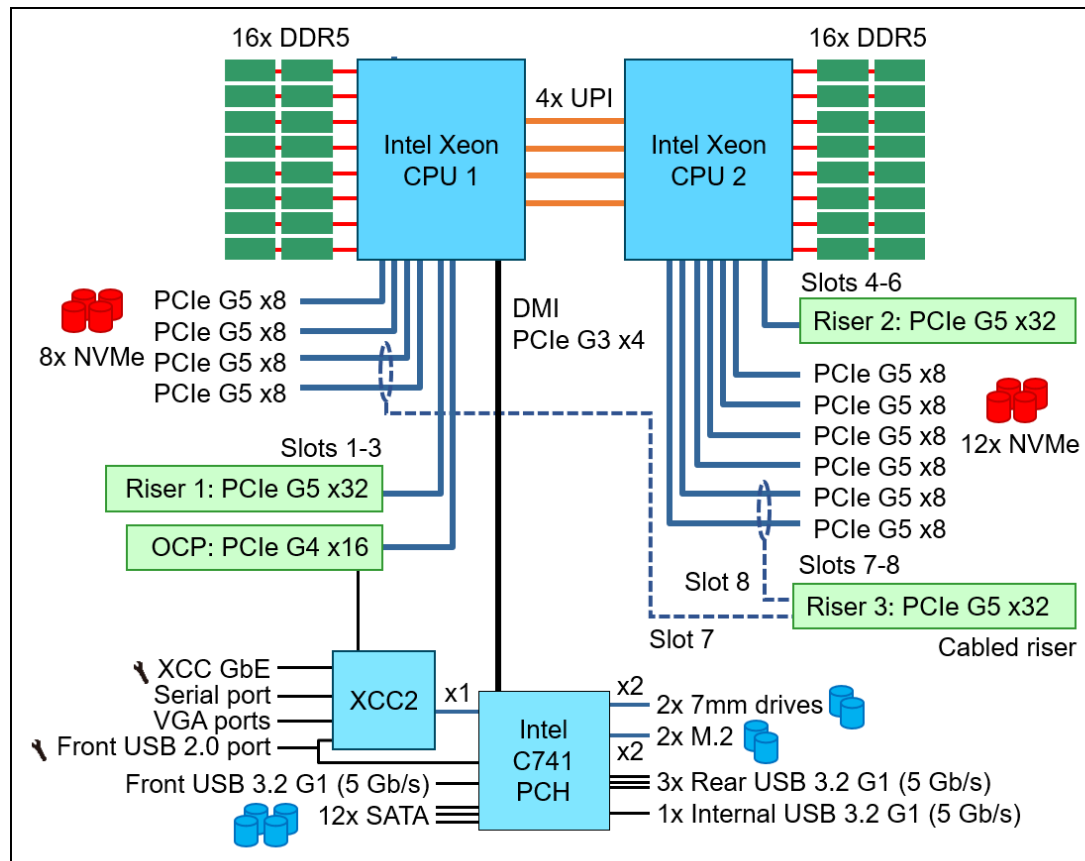 16x DDR5
16x DDR5
4x UPI
Intel Xeon
CPU 1
Intel Xeon
CPU 2
PCIe G5 x8
PCIe G5 x8
PCIe G5 x8
PCIe G5 x8
8x NVMe
DMI
PCIe G3 x4
Slots 4-6
Riser 2: PCIe G5 x32
PCIe G5 x8
PCIe G5 x8
PCIe G5 x8
PCIe G5 x8
PCIe G5 x8
PCIe G5 x8
12x NVMe
Slots 1-3
Riser 1: PCIe G5 x32
OCP: PCIe G4 x16
Slot 8
Slots 7-8
Riser 3: PCIe G5 x32
Slot 7
Cabled riser
XCC GbE
Serial port
VGA ports
Front USB 2.0 port
XCC2
x1
Intel
C741
PCH
x2
2x 7mm drives
2x M.2
x2
Front USB 3.2 G1 (5 Gb/s)
12x SATA
3x Rear USB 3.2 G1 (5 Gb/s)
1x Internal USB 3.2 G1 (5 Gb/s)